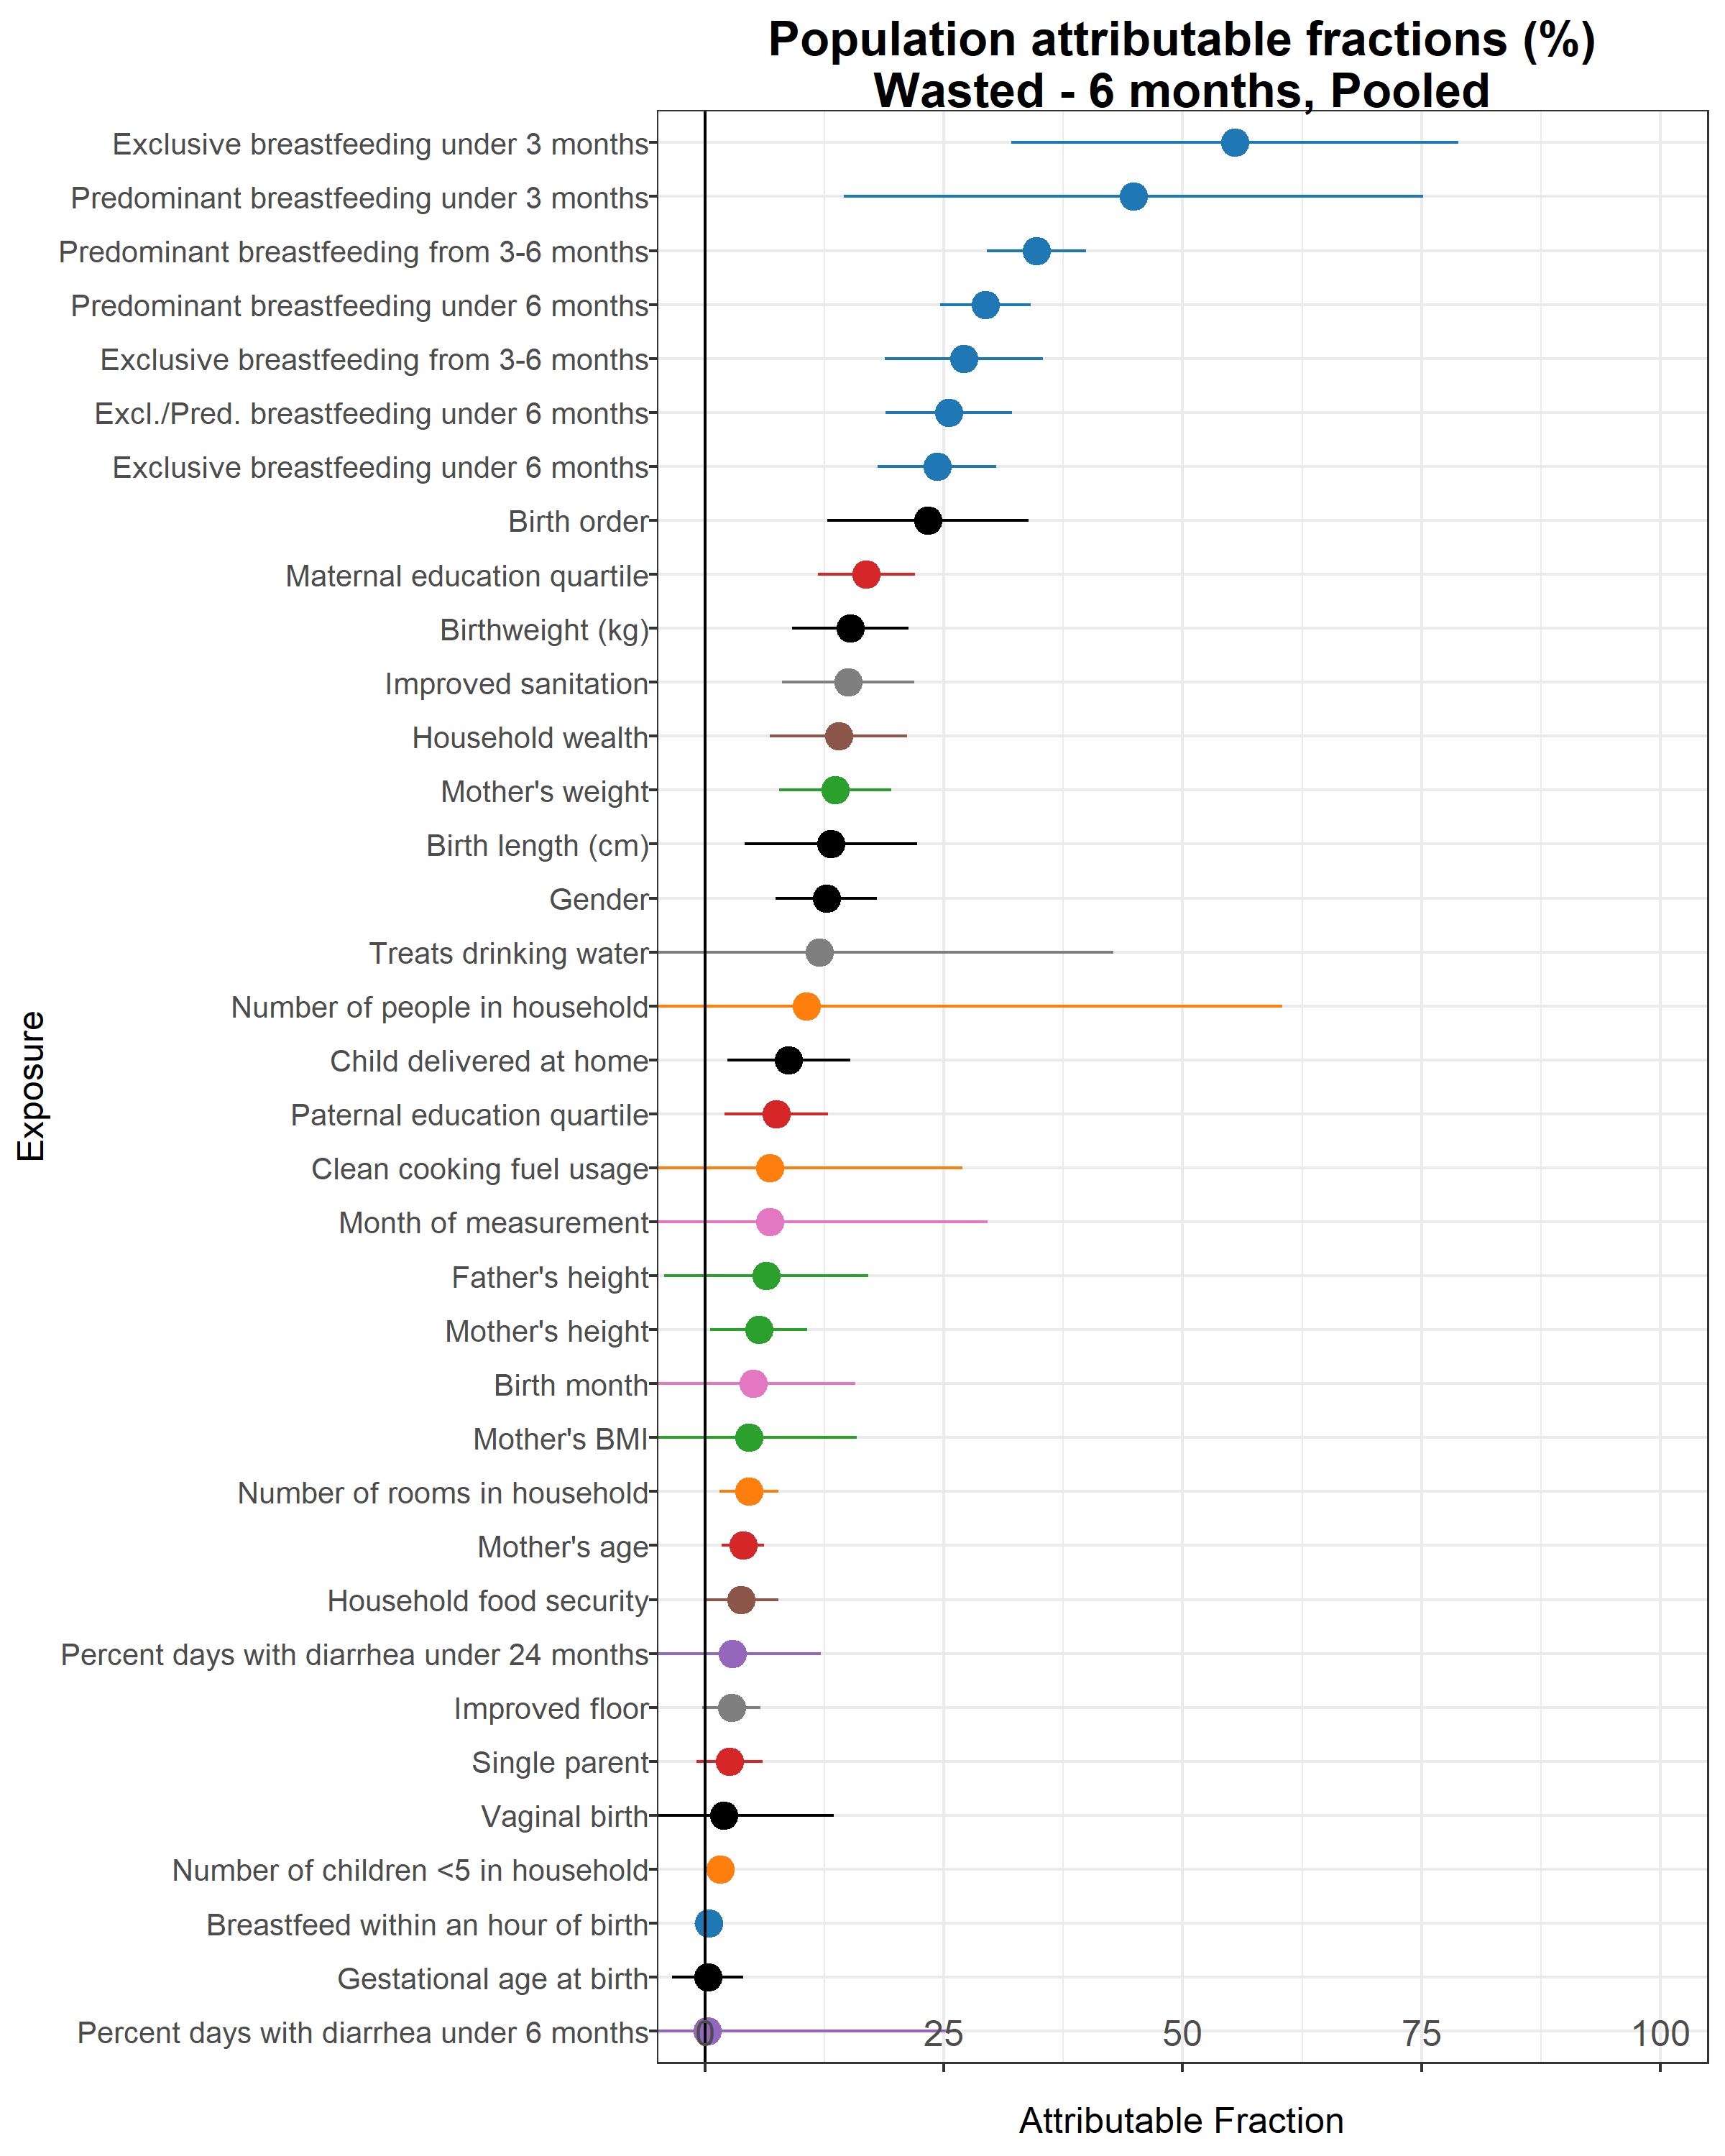 Population attributable fractions (%)
Wasted - 6 months, Pooled
Exclusive breastfeeding under 3 months
Predominant breastfeeding under 3 months
Predominant breastfeeding from 3-6 months
Predominant breastfeeding under 6 months
Exclusive breastfeeding from 3-6 months
Excl./Pred. breastfeeding under 6 months
Exclusive breastfeeding under 6 months
Birth order
Maternal education quartile
Birthweight (kg)
Improved sanitation
Household wealth
Mother's weight
Birth length (cm)
Gender
Treats drinking water
Number of people in household
Child delivered at home
Paternal education quartile
Clean cooking fuel usage
Month of measurement
Father's height
Mother's height
Birth month
Mother's BMI
Number of rooms in household
Mother's age
Household food security
Percent days with diarrhea under 24 months
Improved floor
Single parent
Vaginal birth
Number of children <5 in household
Breastfeed within an hour of birth
Gestational age at birth
Percent days with diarrhea under 6 months
Exposure
0 25 50 75 100
Attributable Fraction